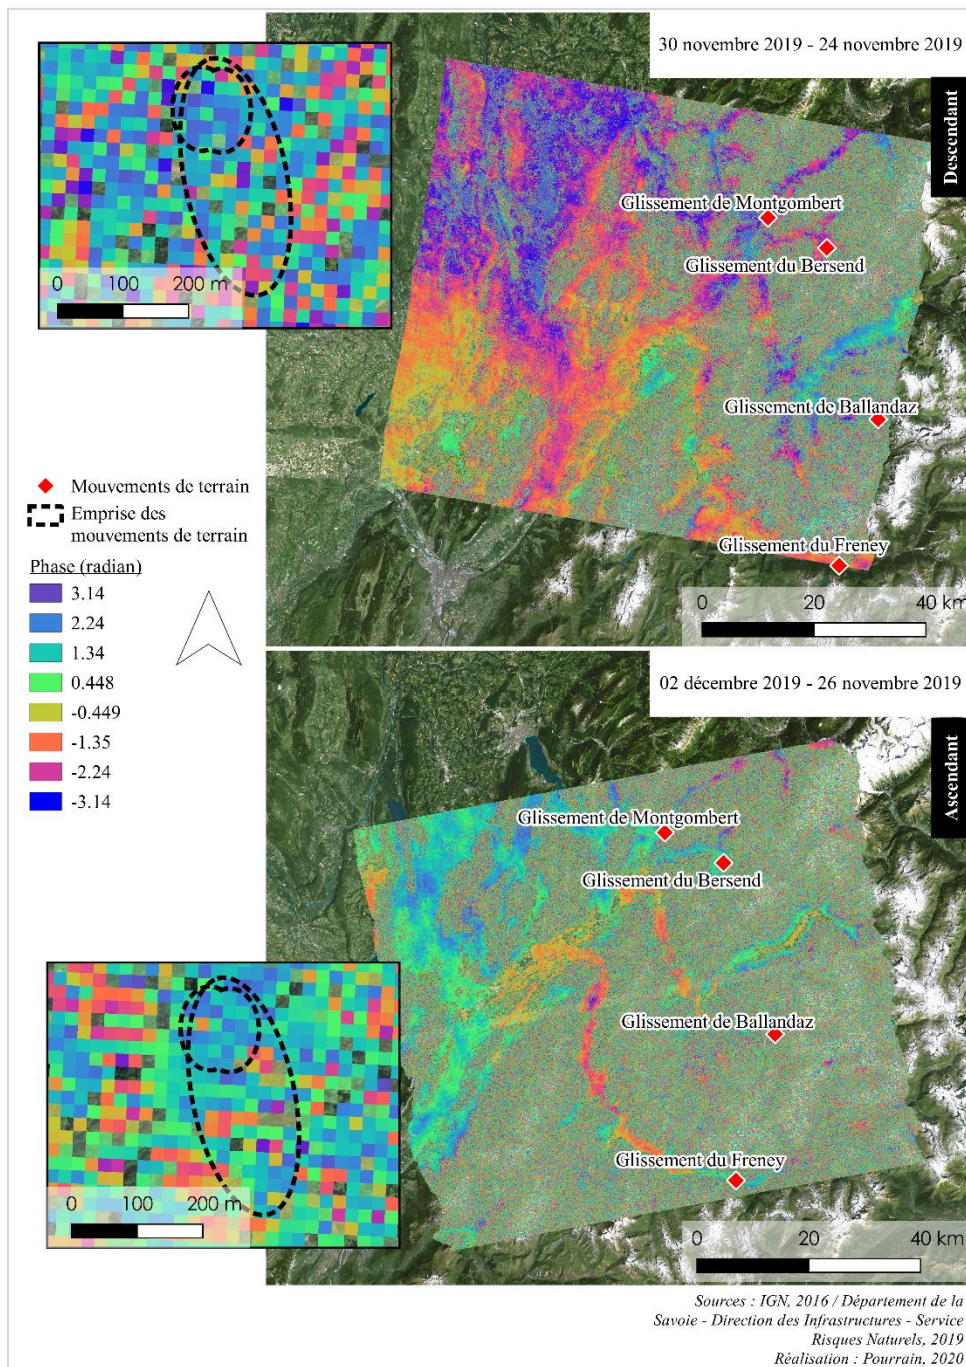 30 novembre 2019 - 24 novembre 2019
Descendant
Glissement de Montgombert
Glissement du Bersend
Glissement de Ballandaz
Glissement du Freney
0 20 40 km
0 100 200 m
Mouvements de terrain
Emprise des
mouvements de terrain
Phase (radian)
3.14
2.24
1.34
0.448
-0.449
-1.35
-2.24
-3.14
02 décembre 2019 - 26 novembre 2019
Ascendant
Glissement de Montgombert
Glissement du Bersend
Glissement de Ballandaz
Glissement du Freney
0 20 40 km
0 100 200 m
Sources : IGN, 2016 / Département de la
Savoie - Direction des Infrastructures - Service
Risques Naturels, 2019
Réalisation : Pourrain, 2020